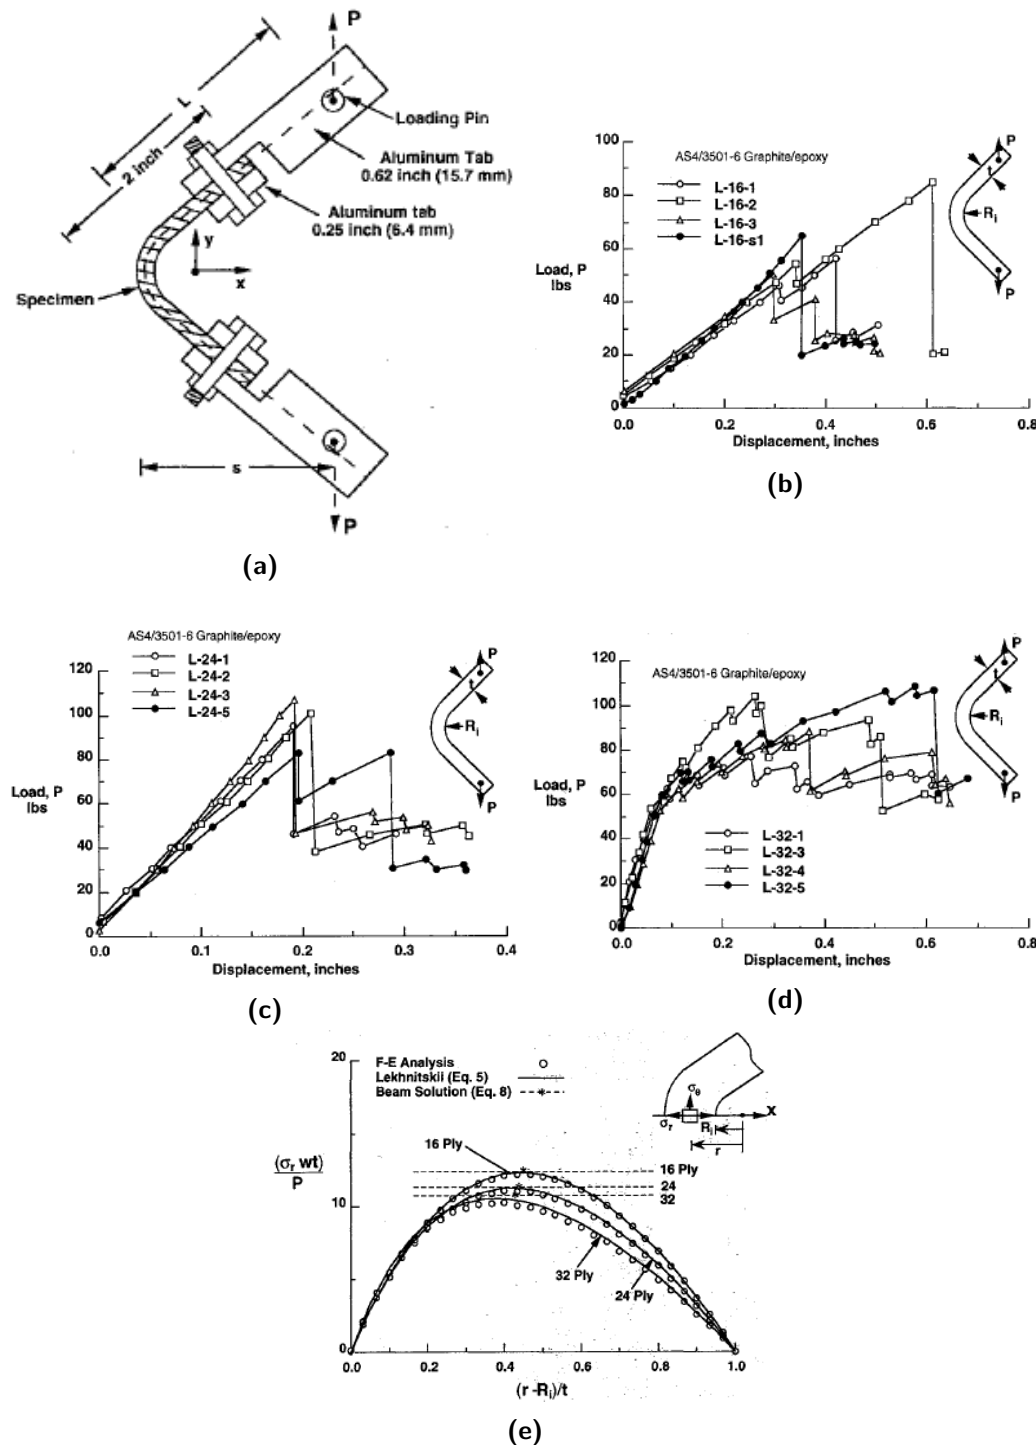 P
L
2 inch
Loading Pin
Aluminum Tab
0.62 inch (15.7 mm)
Aluminum tab
0.25 inch (6.4 mm)
y
x
Specimen
s
P
(a)
100
80
60
40
20
0
Load, P
lbs
AS4/3501-6 Graphite/epoxy
L-16-1
L-16-2
L-16-3
L-16-s1
P
t
R_i
P
0.0 0.2 0.4 0.6 0.8
Displacement, inches
(b)
AS4/3501-6 Graphite/epoxy
L-24-1
L-24-2
L-24-3
L-24-5
120
100
80
60
40
20
0
Load, P
lbs
P
t
R_i
P
0.0 0.1 0.2 0.3 0.4
Displacement, inches
(c)
120
100
80
60
40
20
0
Load, P
lbs
AS4/3501-6 Graphite/epoxy
P
t
R_i
P
L-32-1
L-32-3
L-32-4
L-32-5
0.0 0.2 0.4 0.6 0.8
Displacement, inches
(d)
20
10
0
(σ_r wt)
P
F-E Analysis
Lekhnitskii (Eq. 5)
Beam Solution (Eq. 8)
σ_θ
σ_r
R_i
r
X
16 Ply
16 Ply
24
32
32 Ply
24 Ply
0.0 0.2 0.4 0.6 0.8 1.0
(r -R_i)/t
(e)